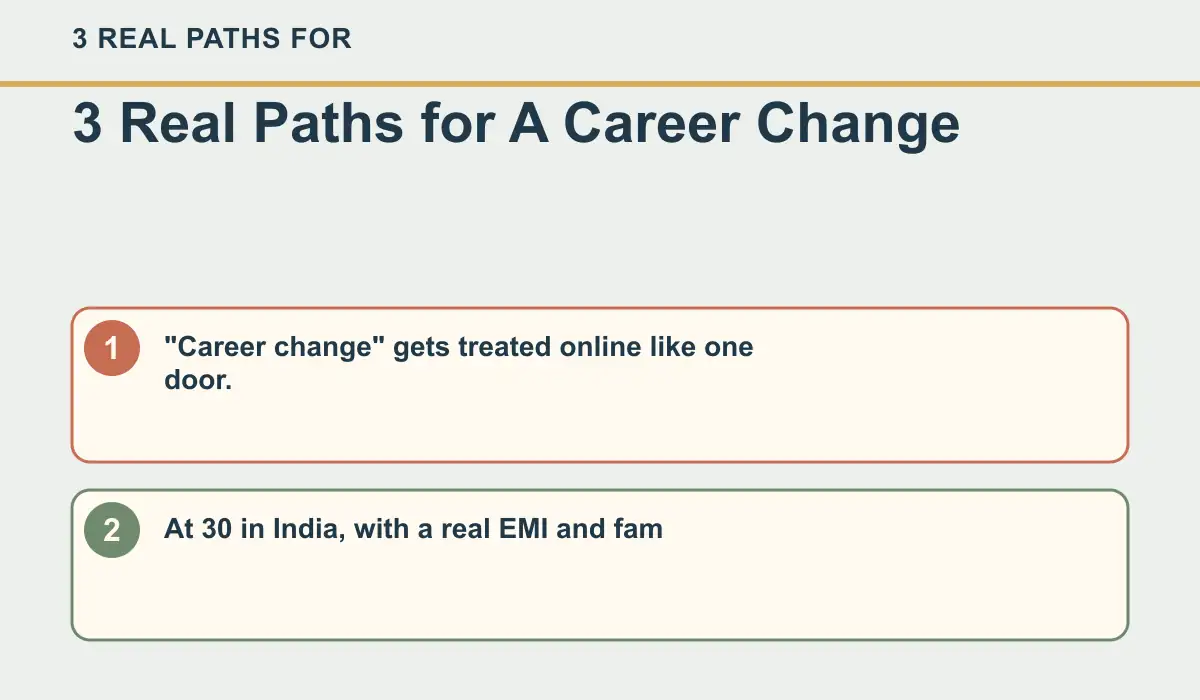 3 REAL PATHS FOR
3 Real Paths for A Career Change
1
"Career change" gets treated online like one
door.
2
At 30 in India, with a real EMI and fam